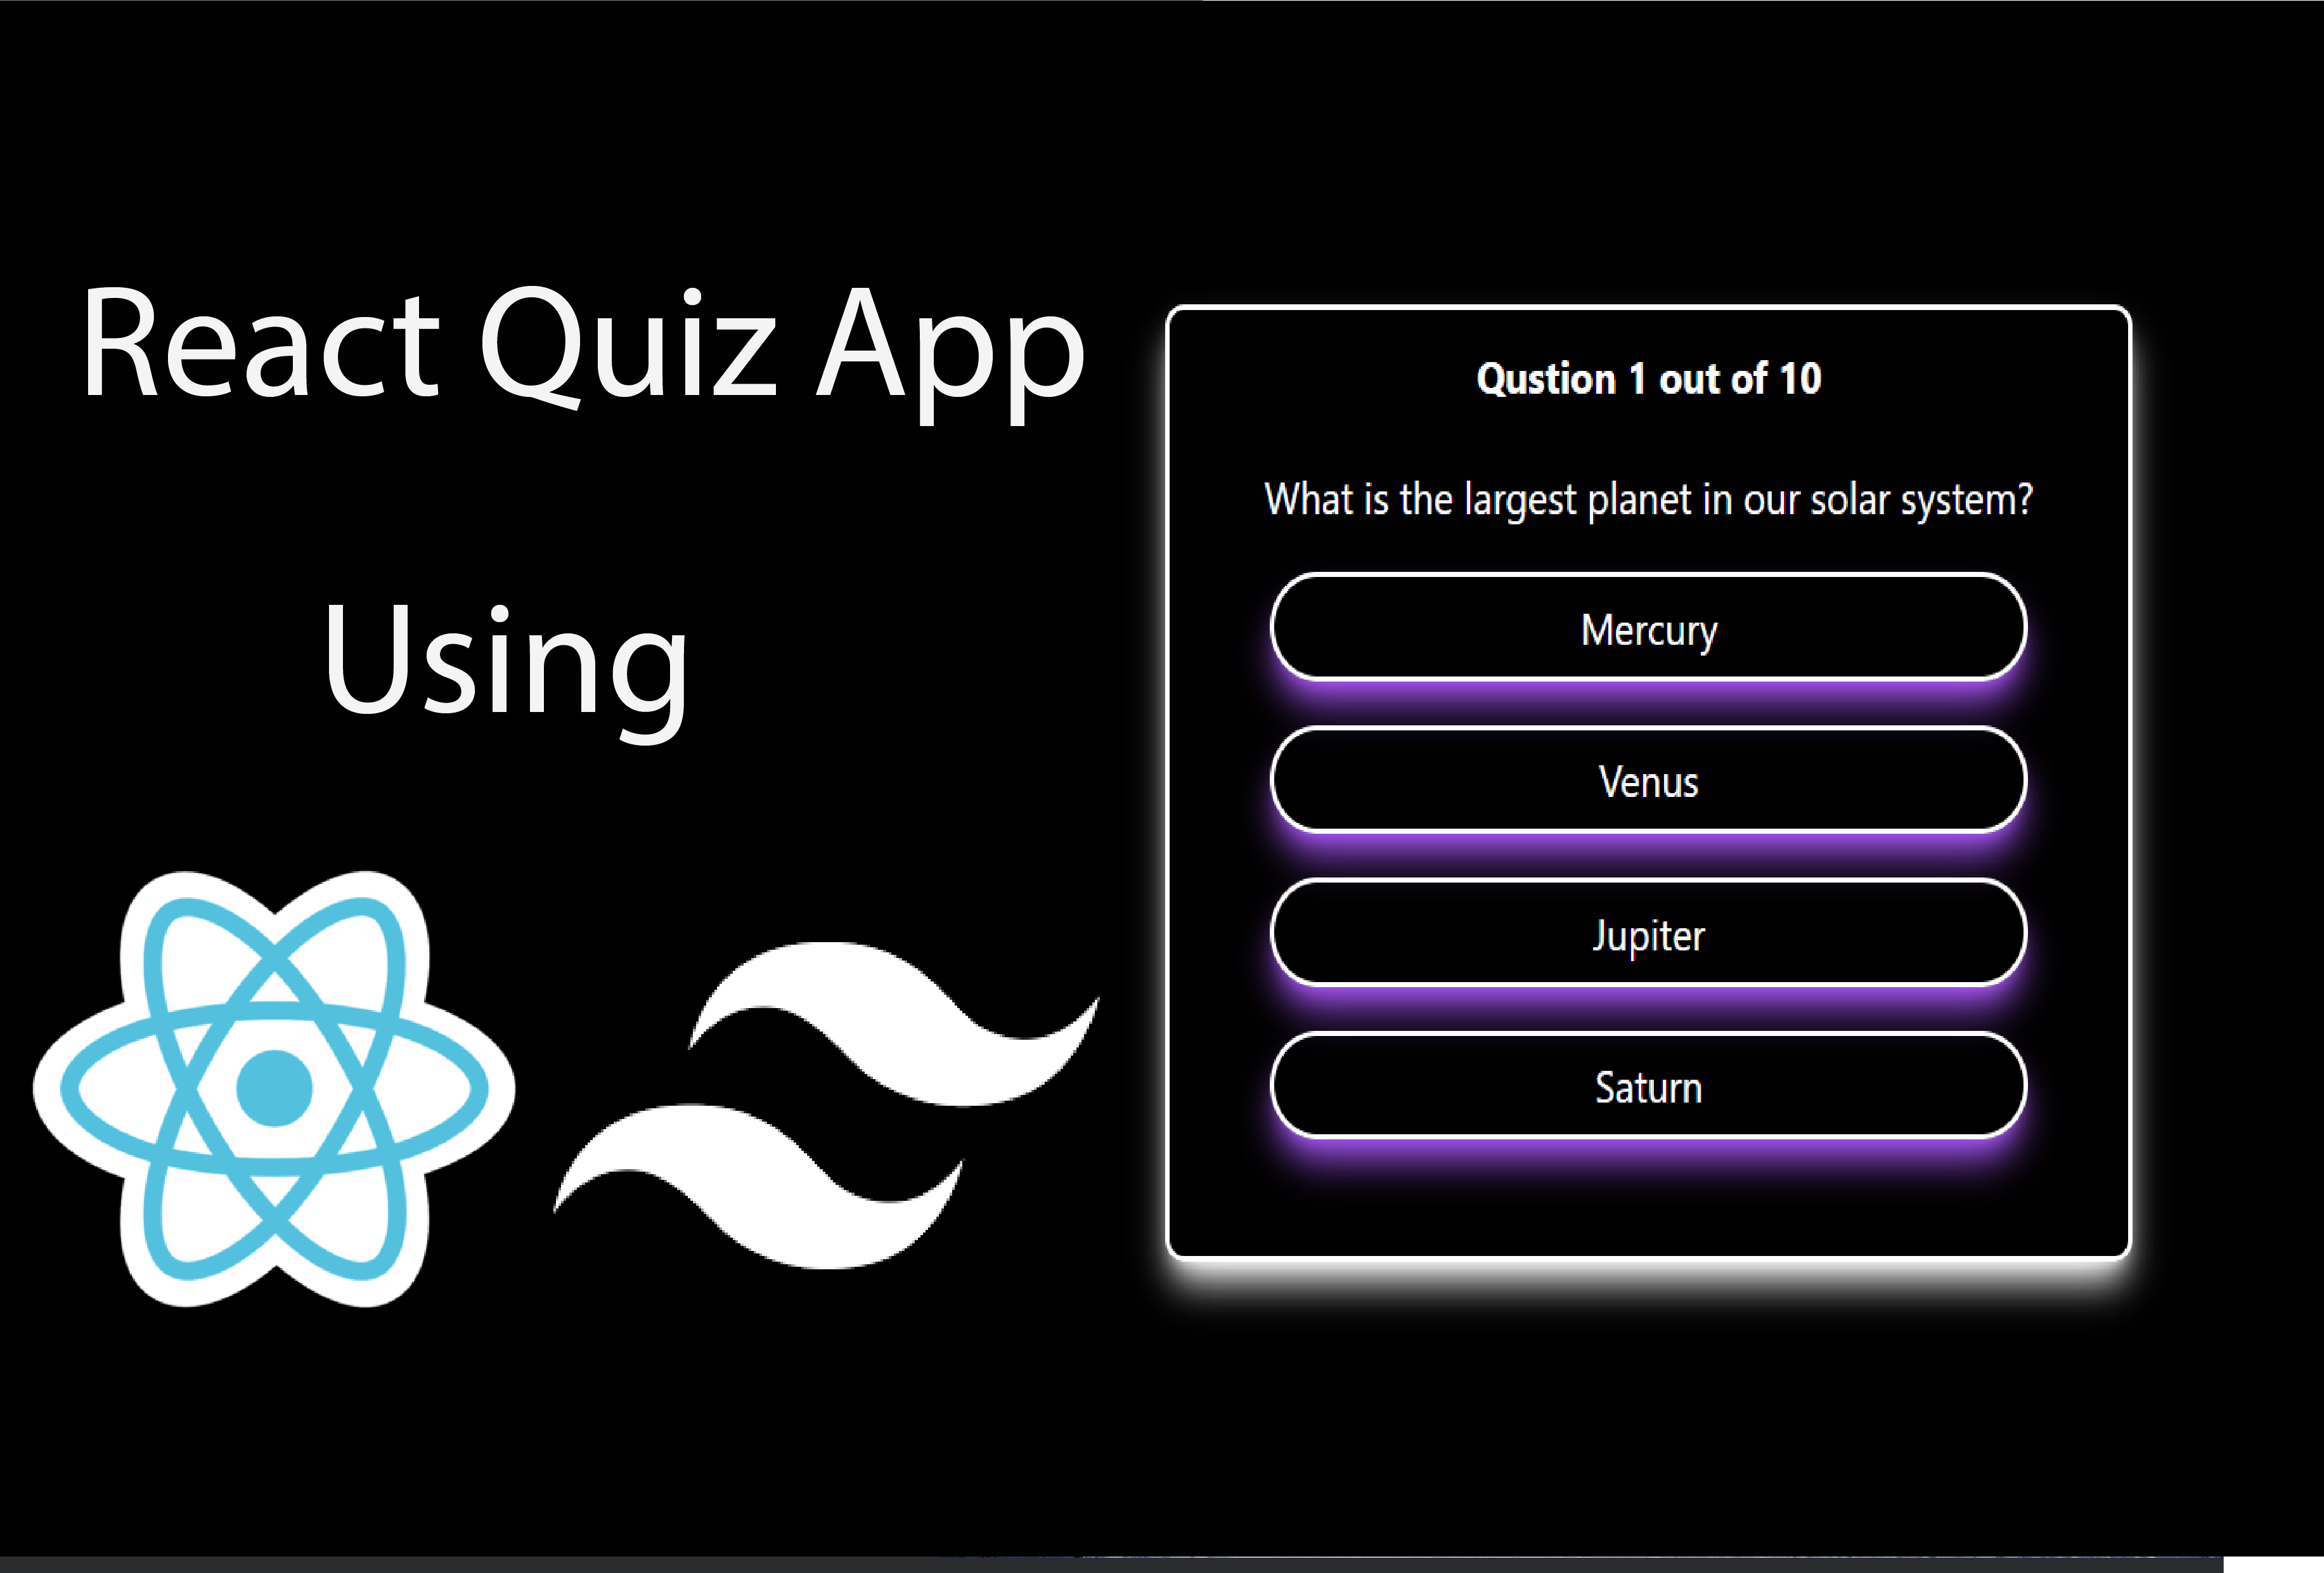 React Quiz App
Using
Qustion 1 out of 10
What is the largest planet in our solar system?
Mercury
Venus
Jupiter
Saturn